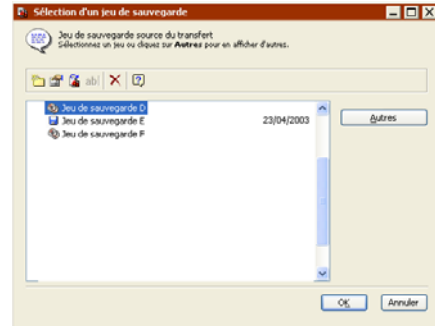 Sélection d'un jeu de sauvegarde
Jeu de sauvegarde source du transfert
Sélectionnez un jeu ou cliquez sur Autres pour en afficher d'autres.
ab|
Jeu de sauvegarde D
Jeu de sauvegarde E 23/04/2003
Jeu de sauvegarde F
Autres
OK Annuler